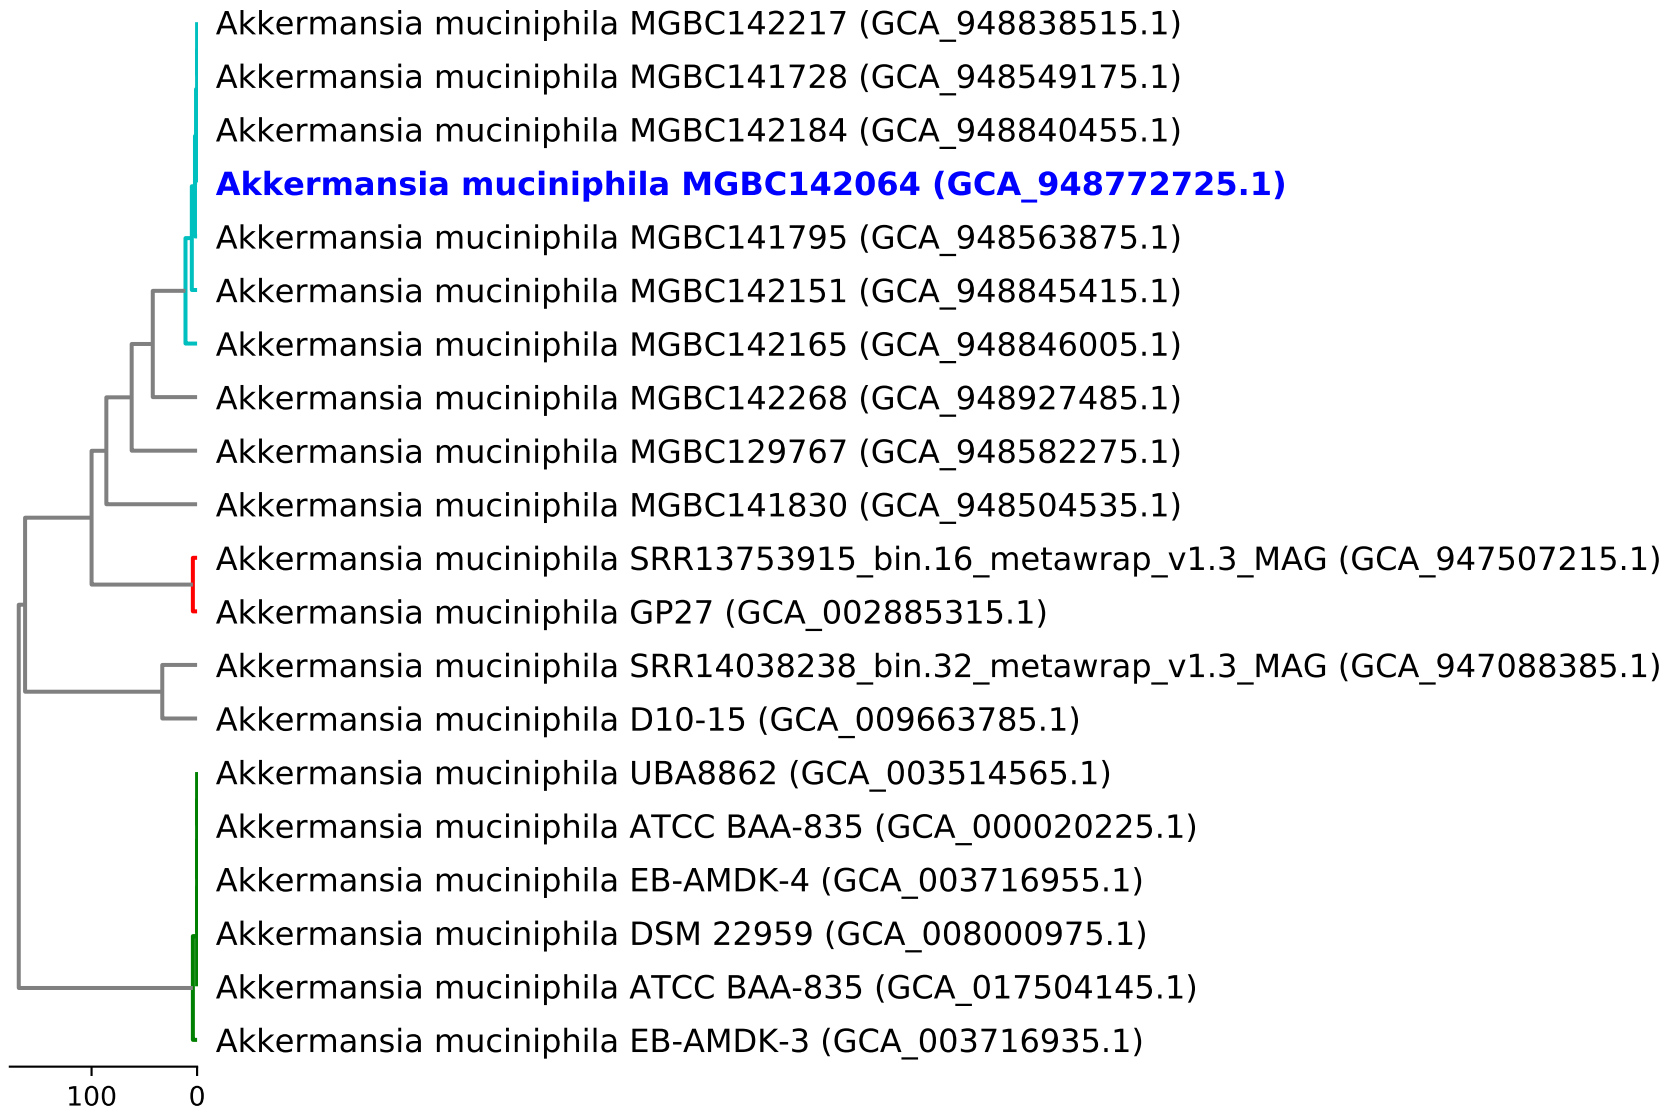 Akkermansia muciniphila MGBC142217 (GCA_948838515.1)
Akkermansia muciniphila MGBC141728 (GCA_948549175.1)
Akkermansia muciniphila MGBC142184 (GCA_948840455.1)
Akkermansia muciniphila MGBC142064 (GCA_948772725.1)
Akkermansia muciniphila MGBC141795 (GCA_948563875.1)
Akkermansia muciniphila MGBC142151 (GCA_948845415.1)
Akkermansia muciniphila MGBC142165 (GCA_948846005.1)
Akkermansia muciniphila MGBC142268 (GCA_948927485.1)
Akkermansia muciniphila MGBC129767 (GCA_948582275.1)
Akkermansia muciniphila MGBC141830 (GCA_948504535.1)
Akkermansia muciniphila SRR13753915_bin.16_metawrap_v1.3_MAG (GCA_947507215.1)
Akkermansia muciniphila GP27 (GCA_002885315.1)
Akkermansia muciniphila SRR14038238_bin.32_metawrap_v1.3_MAG (GCA_947088385.1)
Akkermansia muciniphila D10-15 (GCA_009663785.1)
Akkermansia muciniphila UBA8862 (GCA_003514565.1)
Akkermansia muciniphila ATCC BAA-835 (GCA_000020225.1)
Akkermansia muciniphila EB-AMDK-4 (GCA_003716955.1)
Akkermansia muciniphila DSM 22959 (GCA_008000975.1)
Akkermansia muciniphila ATCC BAA-835 (GCA_017504145.1)
Akkermansia muciniphila EB-AMDK-3 (GCA_003716935.1)
100 0